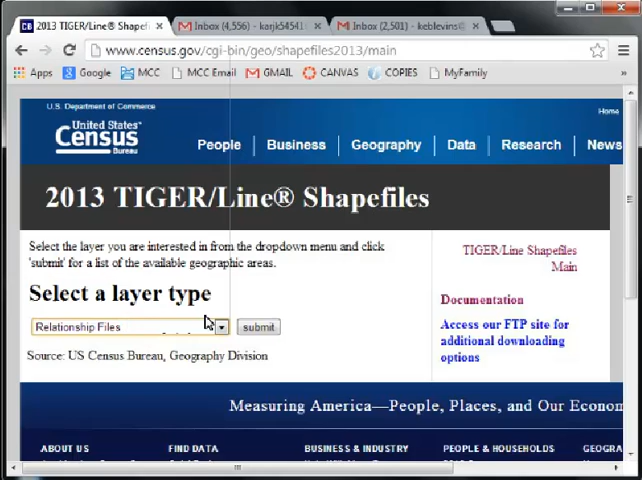 2013 TIGER/Line® Shapef
Inbox (4,556) - karjk54541
Inbox (2,501) - keblevins@
www.census.gov/cgi-bin/geo/shapefiles2013/main
Apps
Google
MCC
MCC Email
GMAIL
CANVAS
COPIES
MyFamily
U.S. Department of Commerce
Home
United States™
Census
Bureau
People
Business
Geography
Data
Research
News
2013 TIGER/Line® Shapefiles
Select the layer you are interested in from the dropdown menu and click
'submit' for a list of the available geographic areas.
TIGER/Line Shapefiles
Main
Select a layer type
Documentation
Relationship Files
submit
Access our FTP site for
additional downloading
options
Source: US Census Bureau, Geography Division
Measuring America—People, Places, and Our Econom
ABOUT US
FIND DATA
BUSINESS & INDUSTRY
PEOPLE & HOUSEHOLDS
GEOGRA